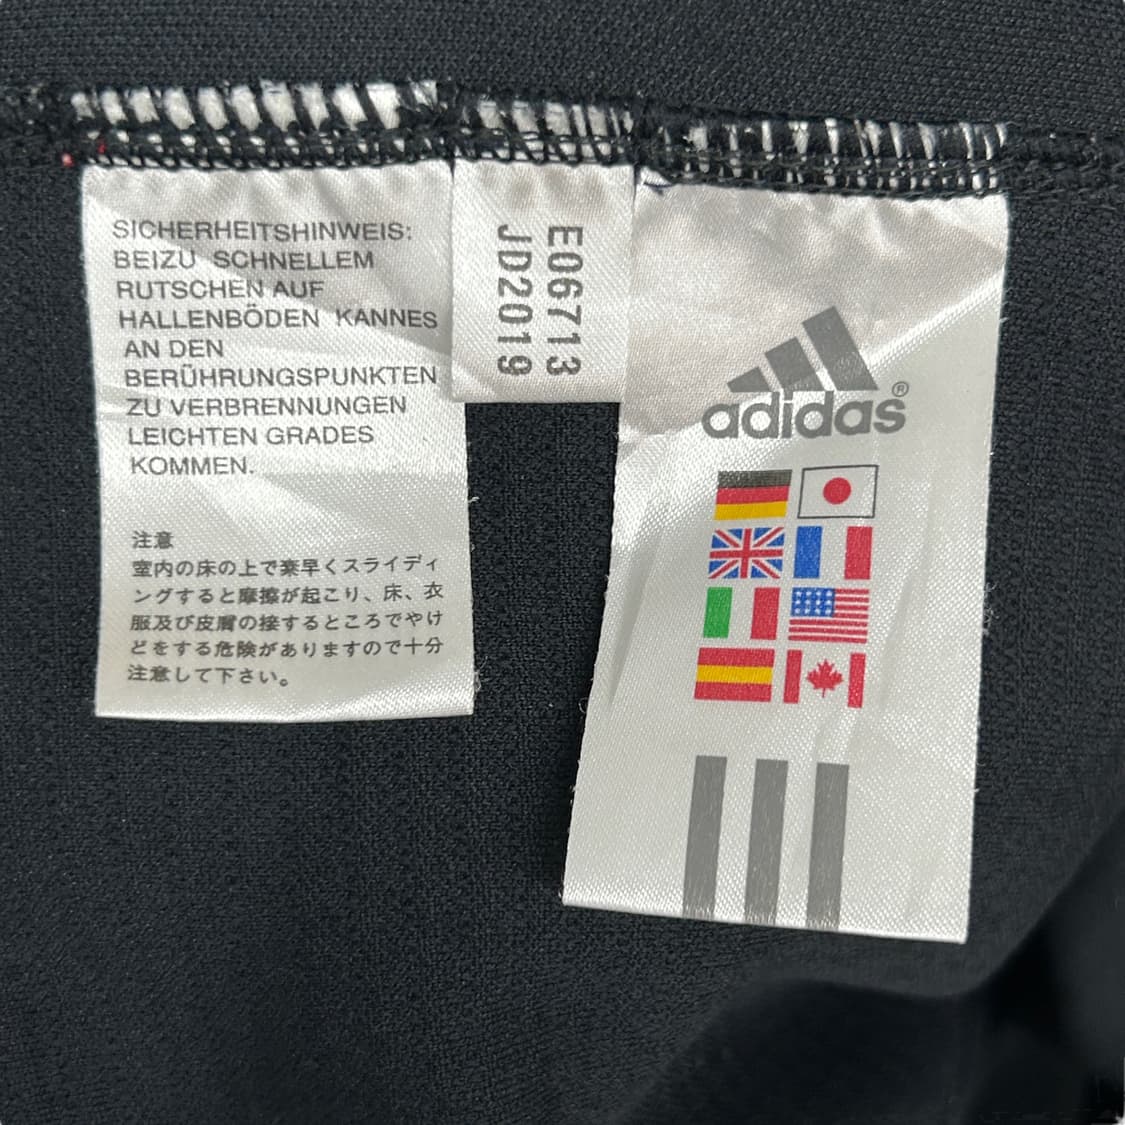 SICHERHEITSHINWEIS:
BEIZU SCHNELLEM
RUTSCHEN AUF
HALLENBÖDEN KANNES
AN DEN
BERÜHRUNGSPUNKTEN
ZU VERBRENNUNGEN
LEICHTEN GRADES
KOMMEN.
注意
室内の床の上で素早くスライディ
ングすると摩擦が起こり、床、衣
服及び皮膚の接するところでやけ
どをする危険がありますので十分
注意して下さい。
E06713
JD2019
adidas®